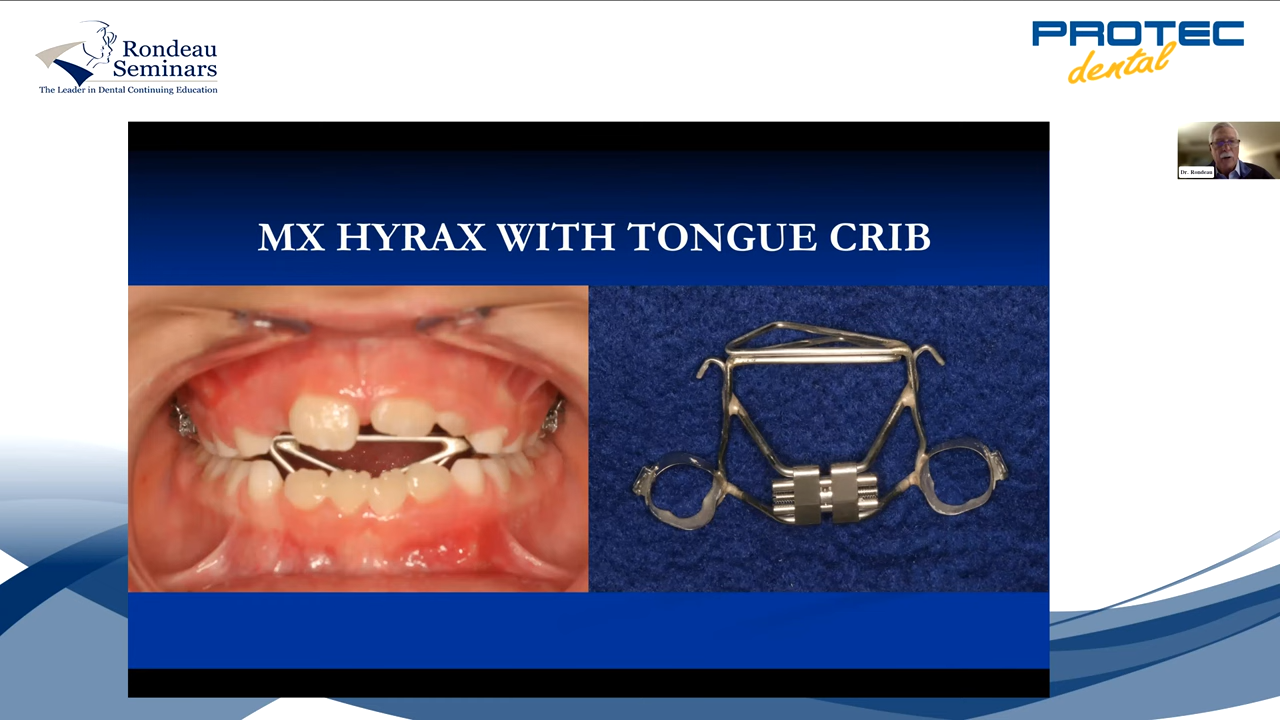 Rondeau
Seminars
The Leader in Dental Continuing Education
PROTEC
dental
Dr. Rondeau
MX HYRAX WITH TONGUE CRIB